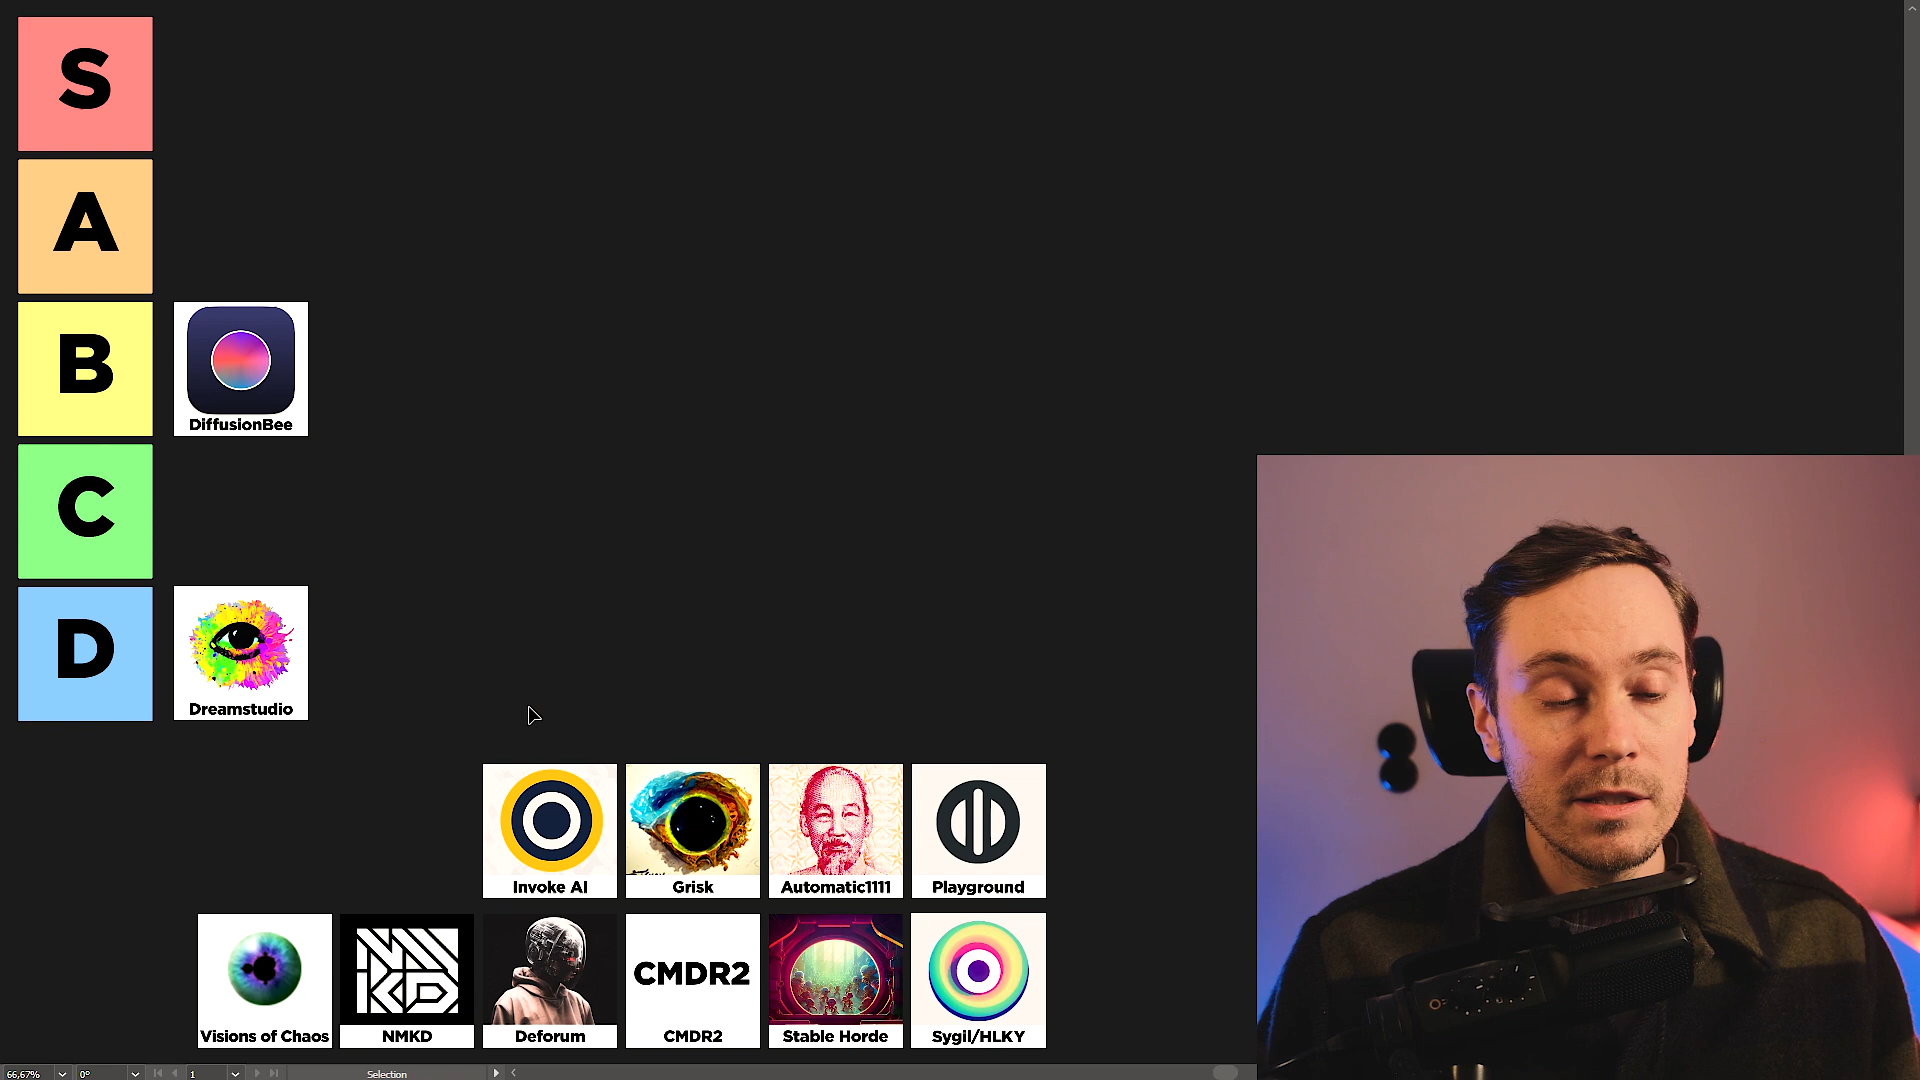 S
A
B
DiffusionBee
C
D
Dreamstudio
Invoke AI
Grisk
Automatic1111
Playground
NMKD
CMDR2
Visions of Chaos
NMKD
Deforum
CMDR2
Stable Horde
Sygil/HLKY
66,67%
0°
1
Selection